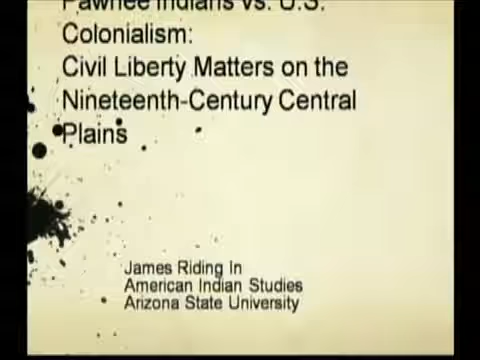 Pawnee Indians vs. U.S.
Colonialism:
Civil Liberty Matters on the
Nineteenth-Century Central
Plains
James Riding In
American Indian Studies
Arizona State University